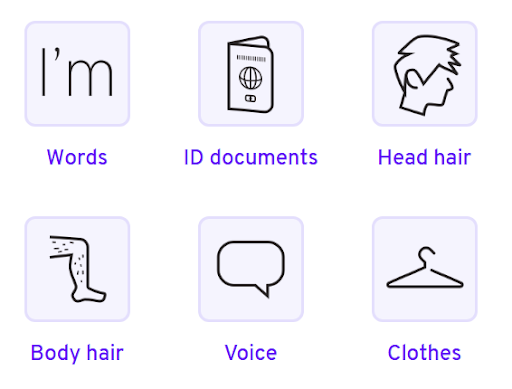 I'm
Words
ID documents
Head hair
Body hair
Voice
Clothes